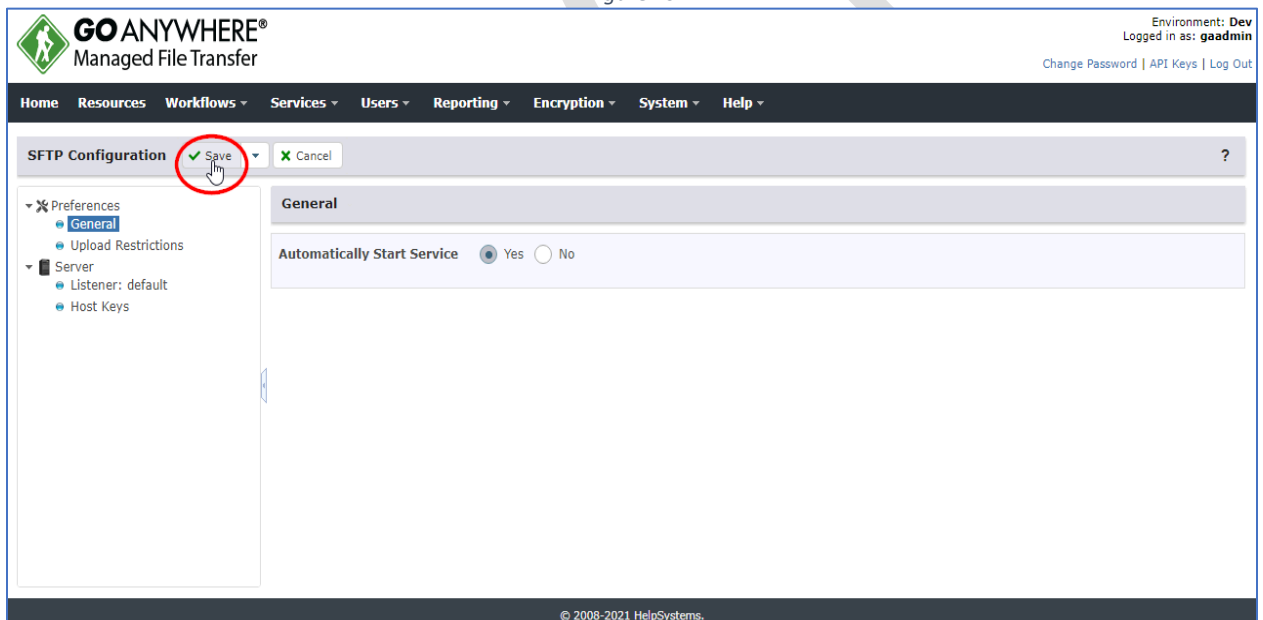 GO ANYWHERE®
Managed File Transfer
Environment: Dev
Logged in as: gaadmin
Change Password | API Keys | Log Out
Home Resources Workflows Services Users Reporting Encryption System Help
SFTP Configuration Save Cancel ?
Preferences
General
Upload Restrictions
Server
Listener: default
Host Keys
General
Automatically Start Service Yes No
© 2008-2021 HelpSystems.